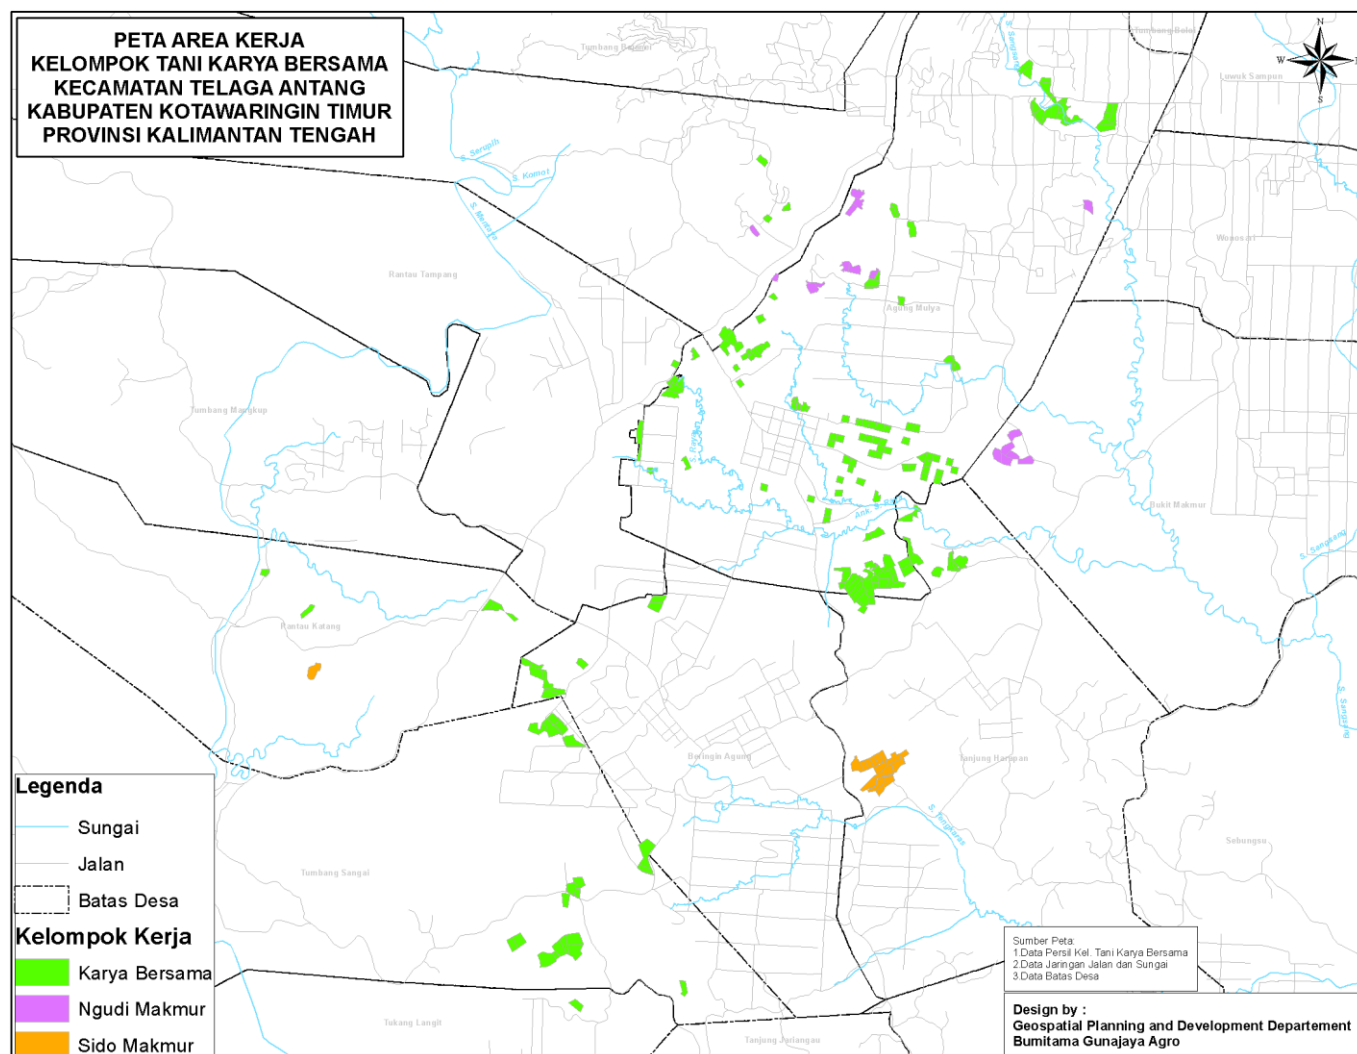 PETA AREA KERJA
KELOMPOK TANI KARYA BERSAMA
KECAMATAN TELAGA ANTANG
KABUPATEN KOTAWARINGIN TIMUR
PROVINSI KALIMANTAN TENGAH
N
W
S
Luwuk Sampun
S. Serupih
S. Komot
Wonosari
Rantau Tampang
Agung Mulya
Tumbang Mangkup
Bukit Makmur
S. Sangsang
Rantau Katang
S. Sangsang
Beringin Agung
Tanjung Harapan
Tumbang Sangai
Tukang Langit
Tanjung Jariangau
Legenda
Sungai
Jalan
Batas Desa
Kelompok Kerja
Karya Bersama
Ngudi Makmur
Sido Makmur
Sumber Peta:
1.Data Persil Kel. Tani Karya Bersama
2.Data Jaringan Jalan dan Sungai
3.Data Batas Desa
Design by :
Geospatial Planning and Development Departement
Bumitama Gunajaya Agro